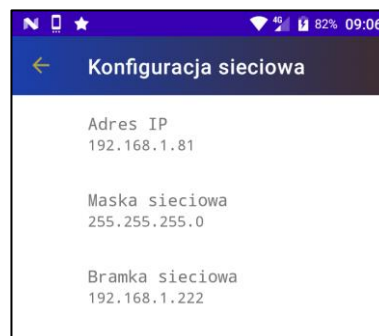 4G 82% 09:06
Konfiguracja sieciowa
Adres IP
192.168.1.81
Maska sieciowa
255.255.255.0
Bramka sieciowa
192.168.1.222